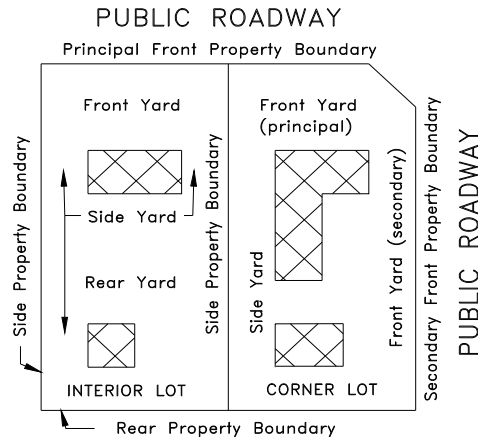 PUBLIC ROADWAY
Principal Front Property Boundary
Front Yard
Front Yard
(principal)
Side Property Boundary
Side Yard
Side Property Boundary
Rear Yard
Side Yard
Front Yard (secondary)
Secondary Front Property Boundary
PUBLIC ROADWAY
INTERIOR LOT
CORNER LOT
Rear Property Boundary